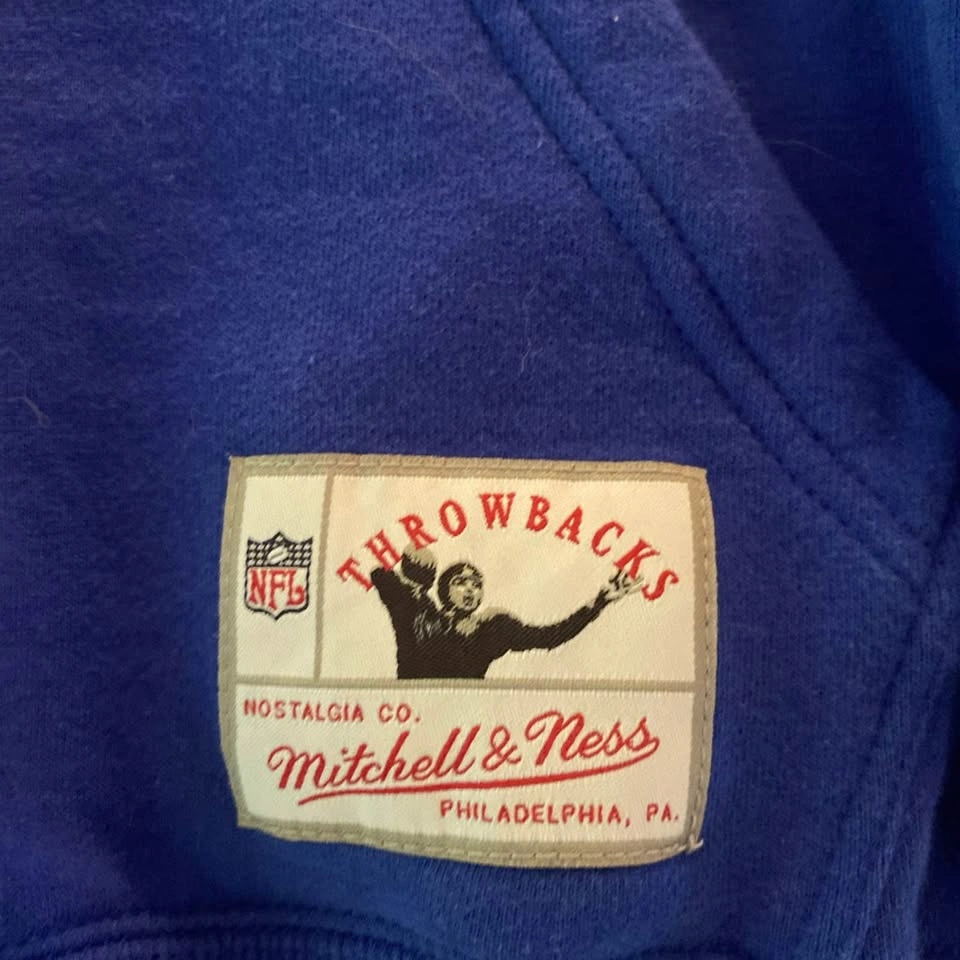 THROWBACKS
NFL
NOSTALGIA CO.
Mitchell & Ness
PHILADELPHIA, PA.